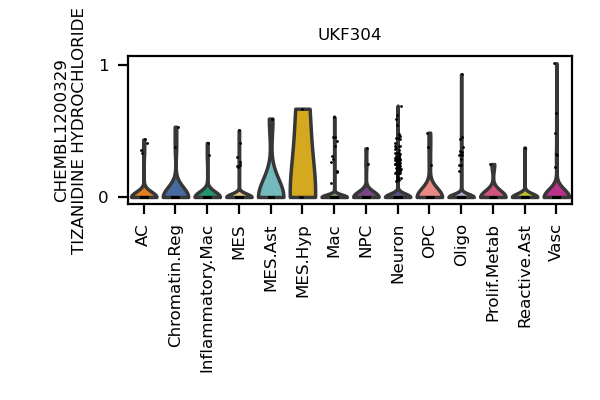 UKF304
CHEMBL1200329
TIZANIDINE HYDROCHLORIDE
1
0
AC
Chromatin.Reg
Inflammatory.Mac
MES
MES.Ast
MES.Hyp
Mac
NPC
Neuron
OPC
Oligo
Prolif.Metab
Reactive.Ast
Vasc